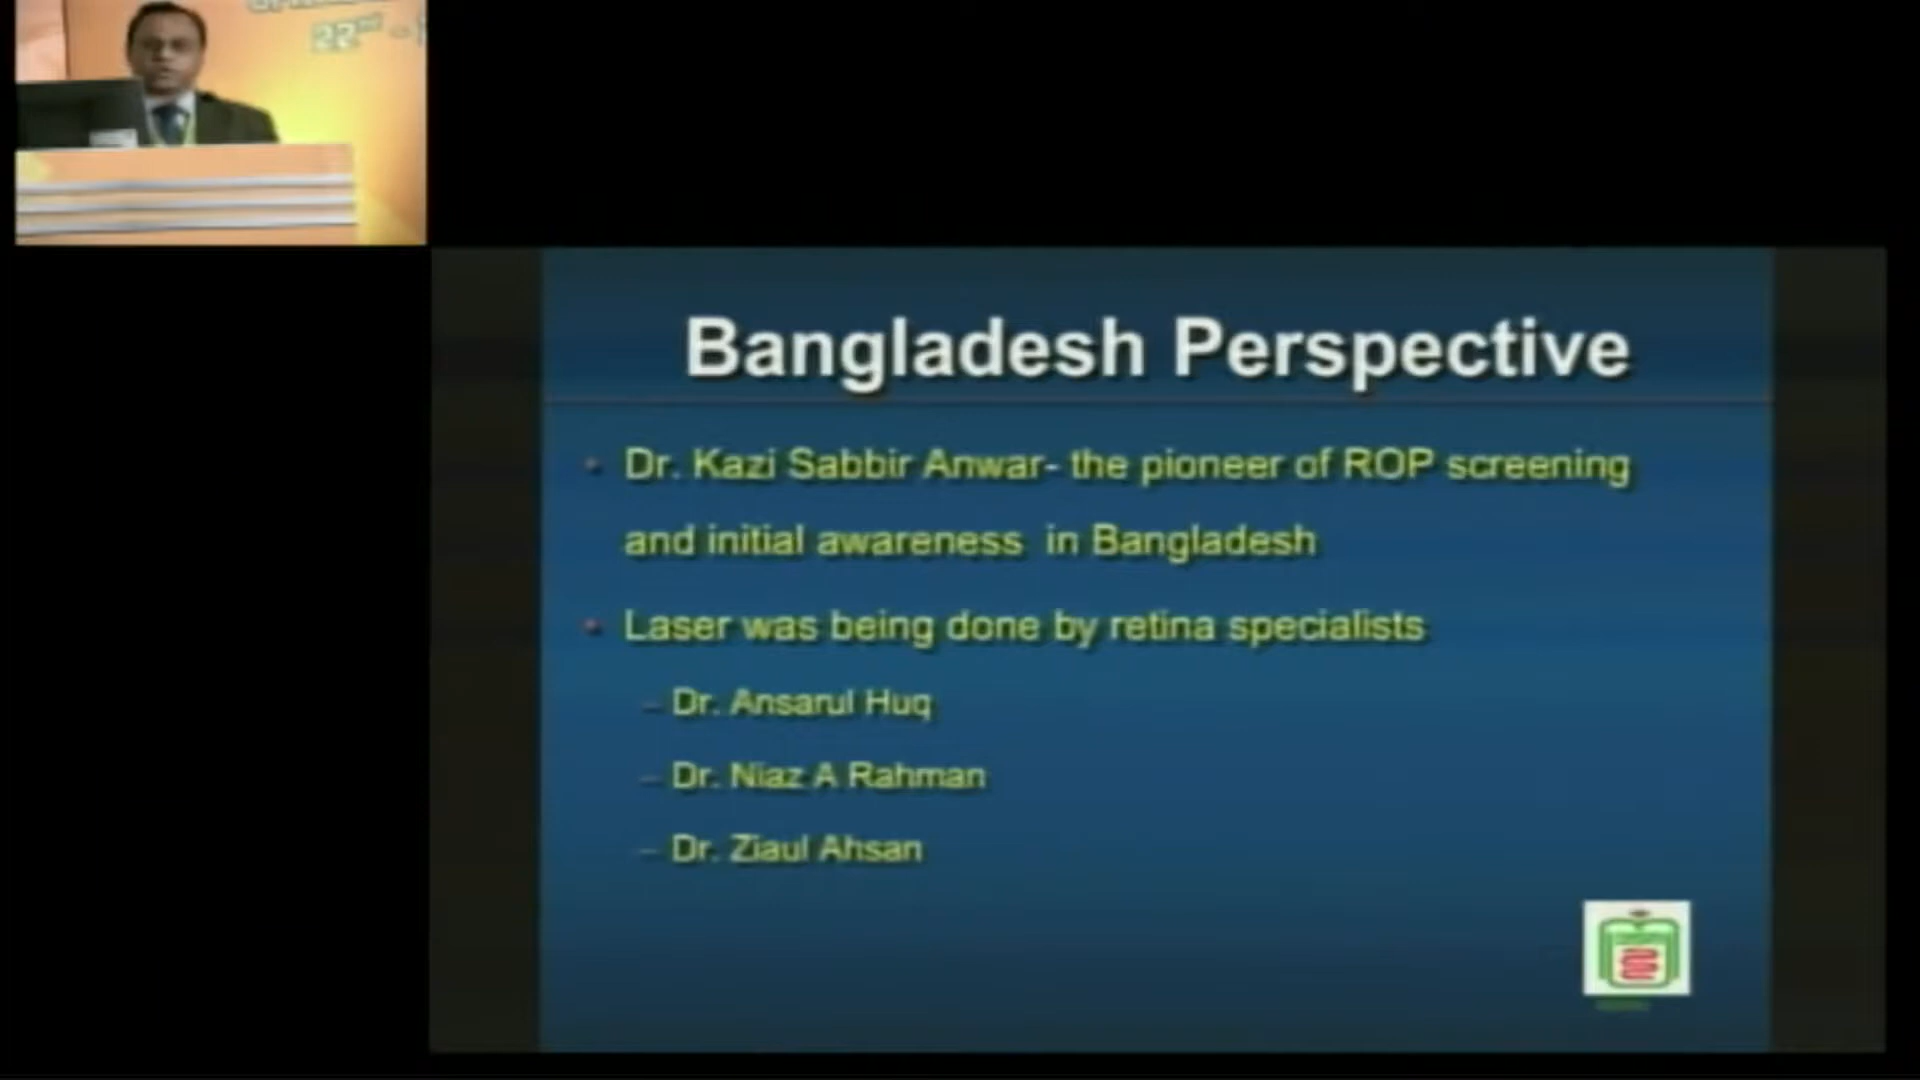 22nd -
Bangladesh Perspective
• Dr. Kazi Sabbir Anwar- the pioneer of ROP screening
and initial awareness in Bangladesh
• Laser was being done by retina specialists
– Dr. Ansarul Huq
– Dr. Niaz A Rahman
– Dr. Ziaul Ahsan